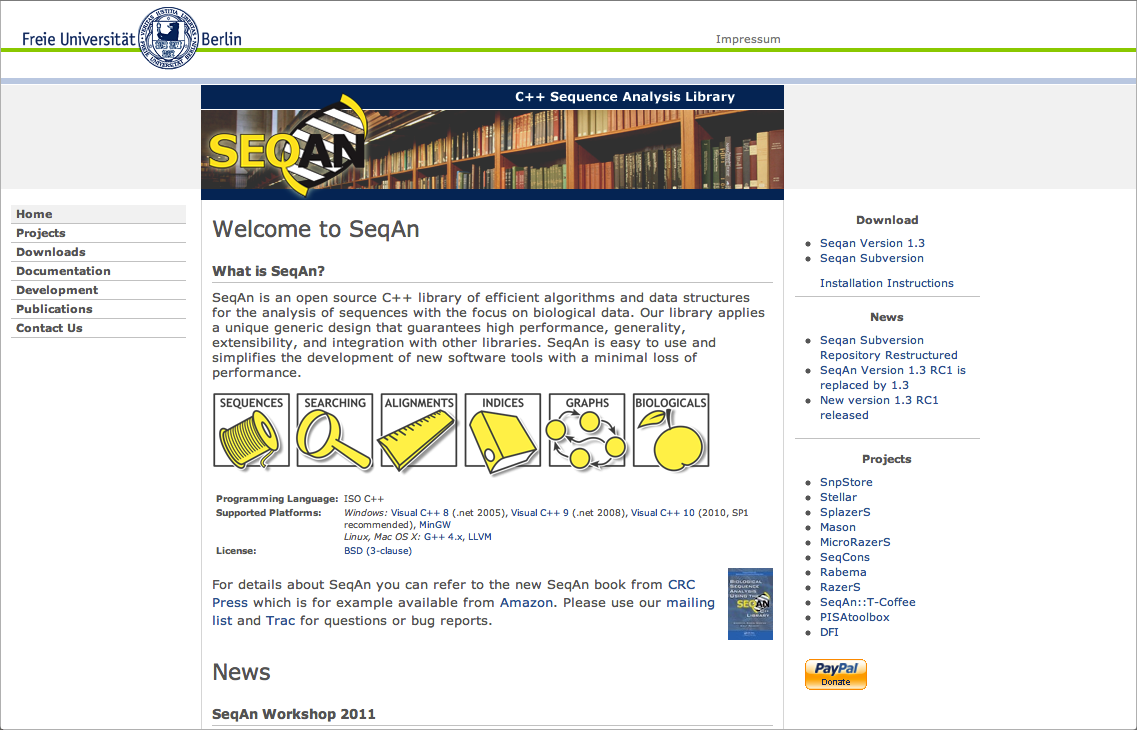 Freie Universität Berlin
Impressum
C++ Sequence Analysis Library
SEQAN
Home
Projects
Downloads
Documentation
Development
Publications
Contact Us
Welcome to SeqAn
What is SeqAn?
SeqAn is an open source C++ library of efficient algorithms and data structures
for the analysis of sequences with the focus on biological data. Our library applies
a unique generic design that guarantees high performance, generality,
extensibility, and integration with other libraries. SeqAn is easy to use and
simplifies the development of new software tools with a minimal loss of
performance.
SEQUENCES SEARCHING ALIGNMENTS INDICES GRAPHS BIOLOGICALS
Programming Language: ISO C++
Supported Platforms: Windows: Visual C++ 8 (.net 2005), Visual C++ 9 (.net 2008), Visual C++ 10 (2010, SP1
recommended), MinGW
Linux, Mac OS X: G++ 4.x, LLVM
License: BSD (3-clause)
For details about SeqAn you can refer to the new SeqAn book from CRC
Press which is for example available from Amazon. Please use our mailing
list and Trac for questions or bug reports.
BIOLOGICAL
SEQUENCE
ANALYSIS
USING THE
SEQAN
C++
LIBRARY
News
SeqAn Workshop 2011
Download
Seqan Version 1.3
Seqan Subversion
Installation Instructions
News
Seqan Subversion
Repository Restructured
SeqAn Version 1.3 RC1 is
replaced by 1.3
New version 1.3 RC1
released
Projects
SnpStore
Stellar
SplazerS
Mason
MicroRazerS
SeqCons
Rabema
RazerS
SeqAn::T-Coffee
PISAtoolbox
DFI
PayPal
Donate